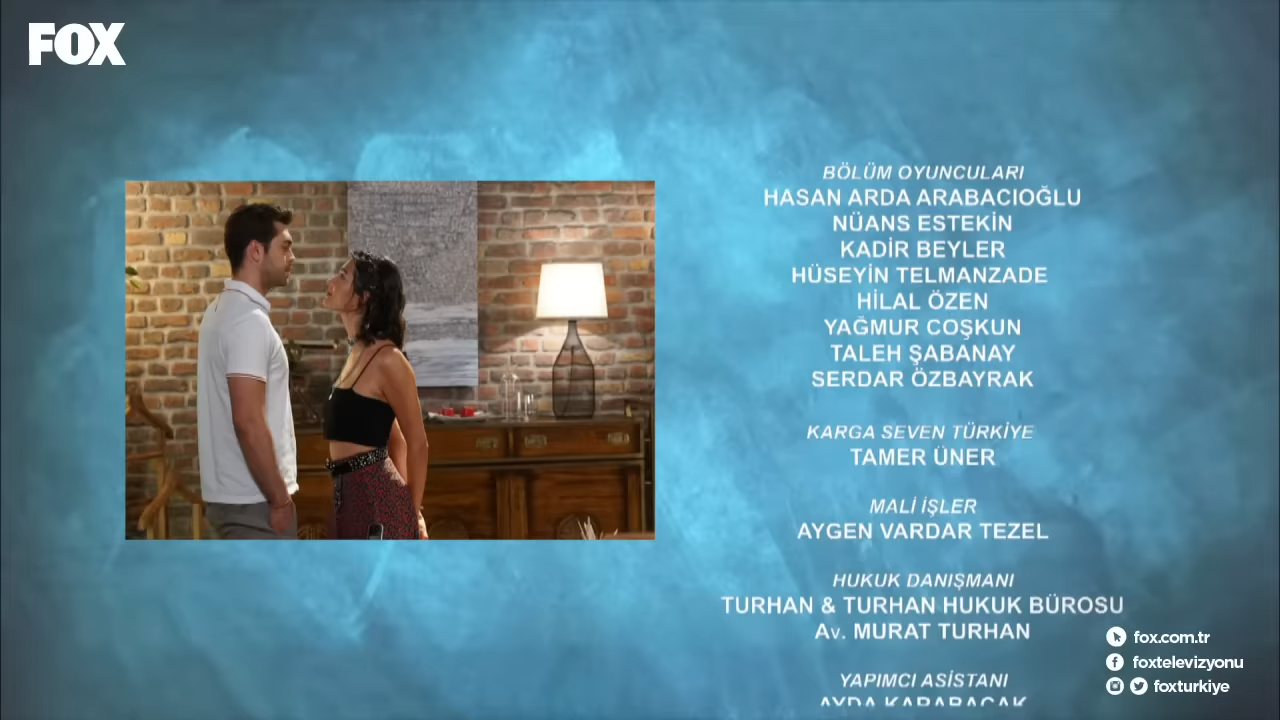 FOX
BÖLÜM OYUNCULARI
HASAN ARDA ARABACIOĞLU
NÜANS ESTEKİN
KADİR BEYLER
HÜSEYİN TELMANZADE
HİLAL ÖZEN
YAĞMUR COŞKUN
TALEH ŞABANAY
SERDAR ÖZBAYRAK
KARGA SEVEN TÜRKİYE
TAMER ÜNER
MALİ İŞLER
AYGEN VARDAR TEZEL
HUKUK DANIŞMANI
TURHAN & TURHAN HUKUK BÜROSU
Av. MURAT TURHAN
YAPIMCI ASİSTANI
AYDA KARABACAK
fox.com.tr
foxtelevizyonu
foxturkiye